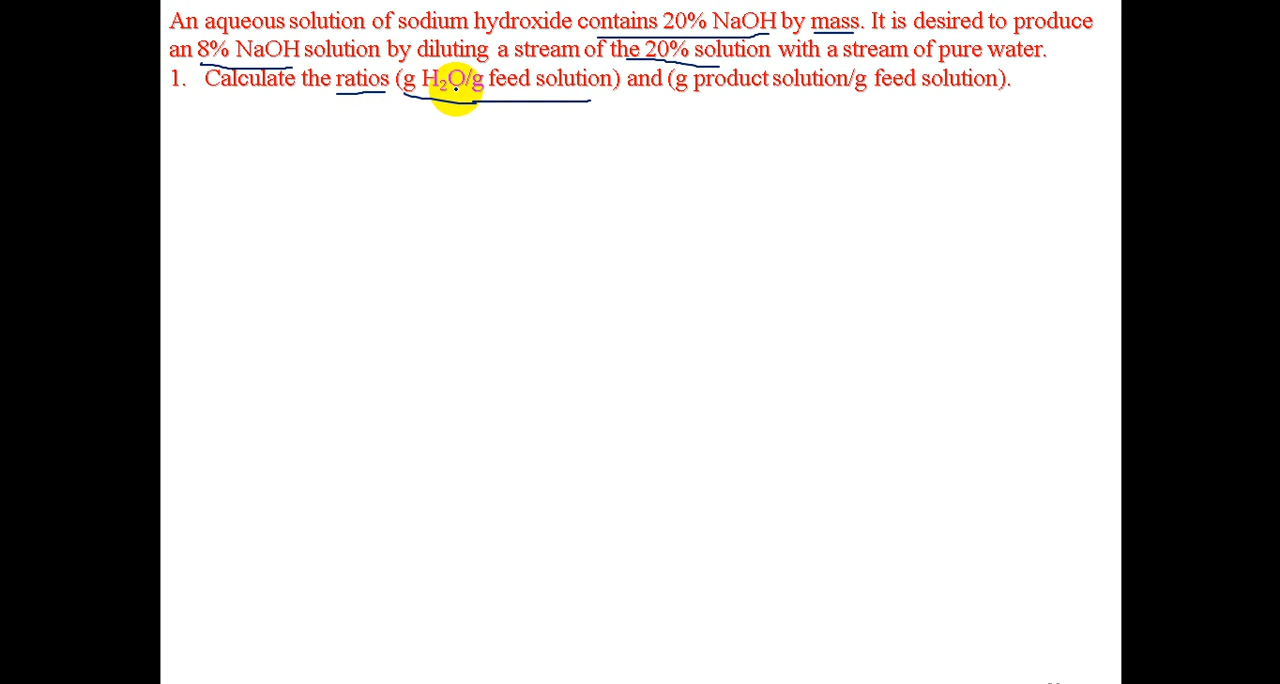 An aqueous solution of sodium hydroxide contains 20% NaOH by mass. It is desired to produce
an 8% NaOH solution by diluting a stream of the 20% solution with a stream of pure water.
1. Calculate the ratios (g H₂O/g feed solution) and (g product solution/g feed solution).